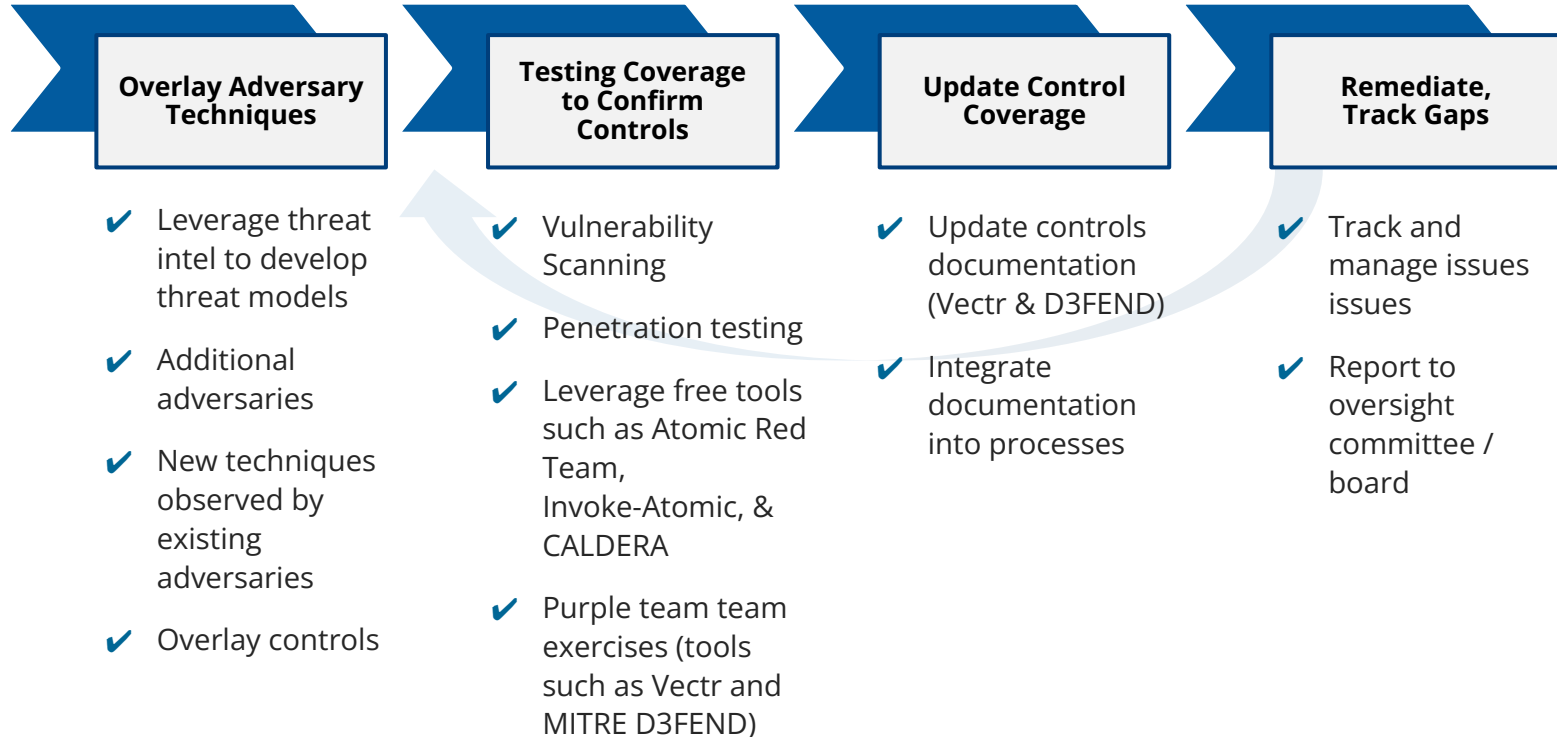 Overlay Adversary
Techniques
Leverage threat
intel to develop
threat models
Additional
adversaries
New techniques
observed by
existing
adversaries
Overlay controls
Testing Coverage
to Confirm
Controls
Vulnerability
Scanning
Penetration testing
Leverage free tools
such as Atomic Red
Team,
Invoke-Atomic, &
CALDERA
Purple team team
exercises (tools
such as Vectr and
MITRE D3FEND)
Update Control
Coverage
Update controls
documentation
(Vectr & D3FEND)
Integrate
documentation
into processes
Remediate,
Track Gaps
Track and
manage issues
issues
Report to
oversight
committee /
board